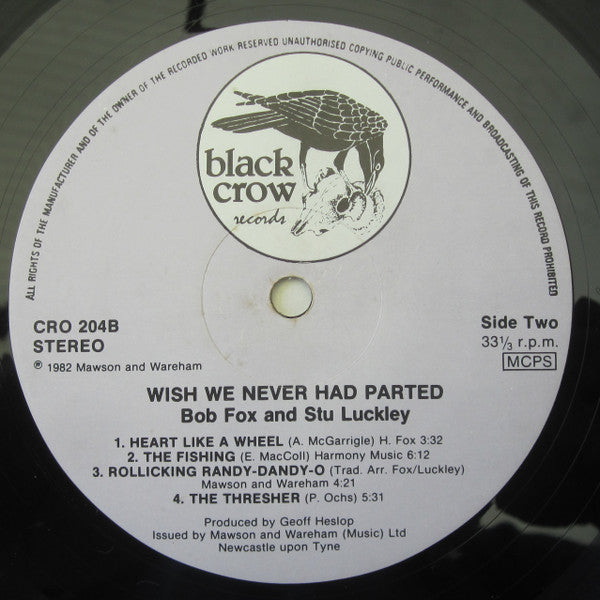 ALL RIGHTS OF THE MANUFACTURER AND OF THE OWNER OF THE RECORDED WORK RESERVED UNAUTHORISED COPYING PUBLIC PERFORMANCE AND BROADCASTING OF THIS RECORD PROHIBITED
black
crow
records
CRO 204B
STEREO
℗ 1982 Mawson and Wareham
Side Two
33⅓ r.p.m.
MCPS
WISH WE NEVER HAD PARTED
Bob Fox and Stu Luckley
1. HEART LIKE A WHEEL (A. McGarrigle) H. Fox 3:32
2. THE FISHING (E. MacColl) Harmony Music 6:12
3. ROLLICKING RANDY-DANDY-O (Trad. Arr. Fox/Luckley)
Mawson and Wareham 4:21
4. THE THRESHER (P. Ochs) 5:31
Produced by Geoff Heslop
Issued by Mawson and Wareham (Music) Ltd
Newcastle upon Tyne